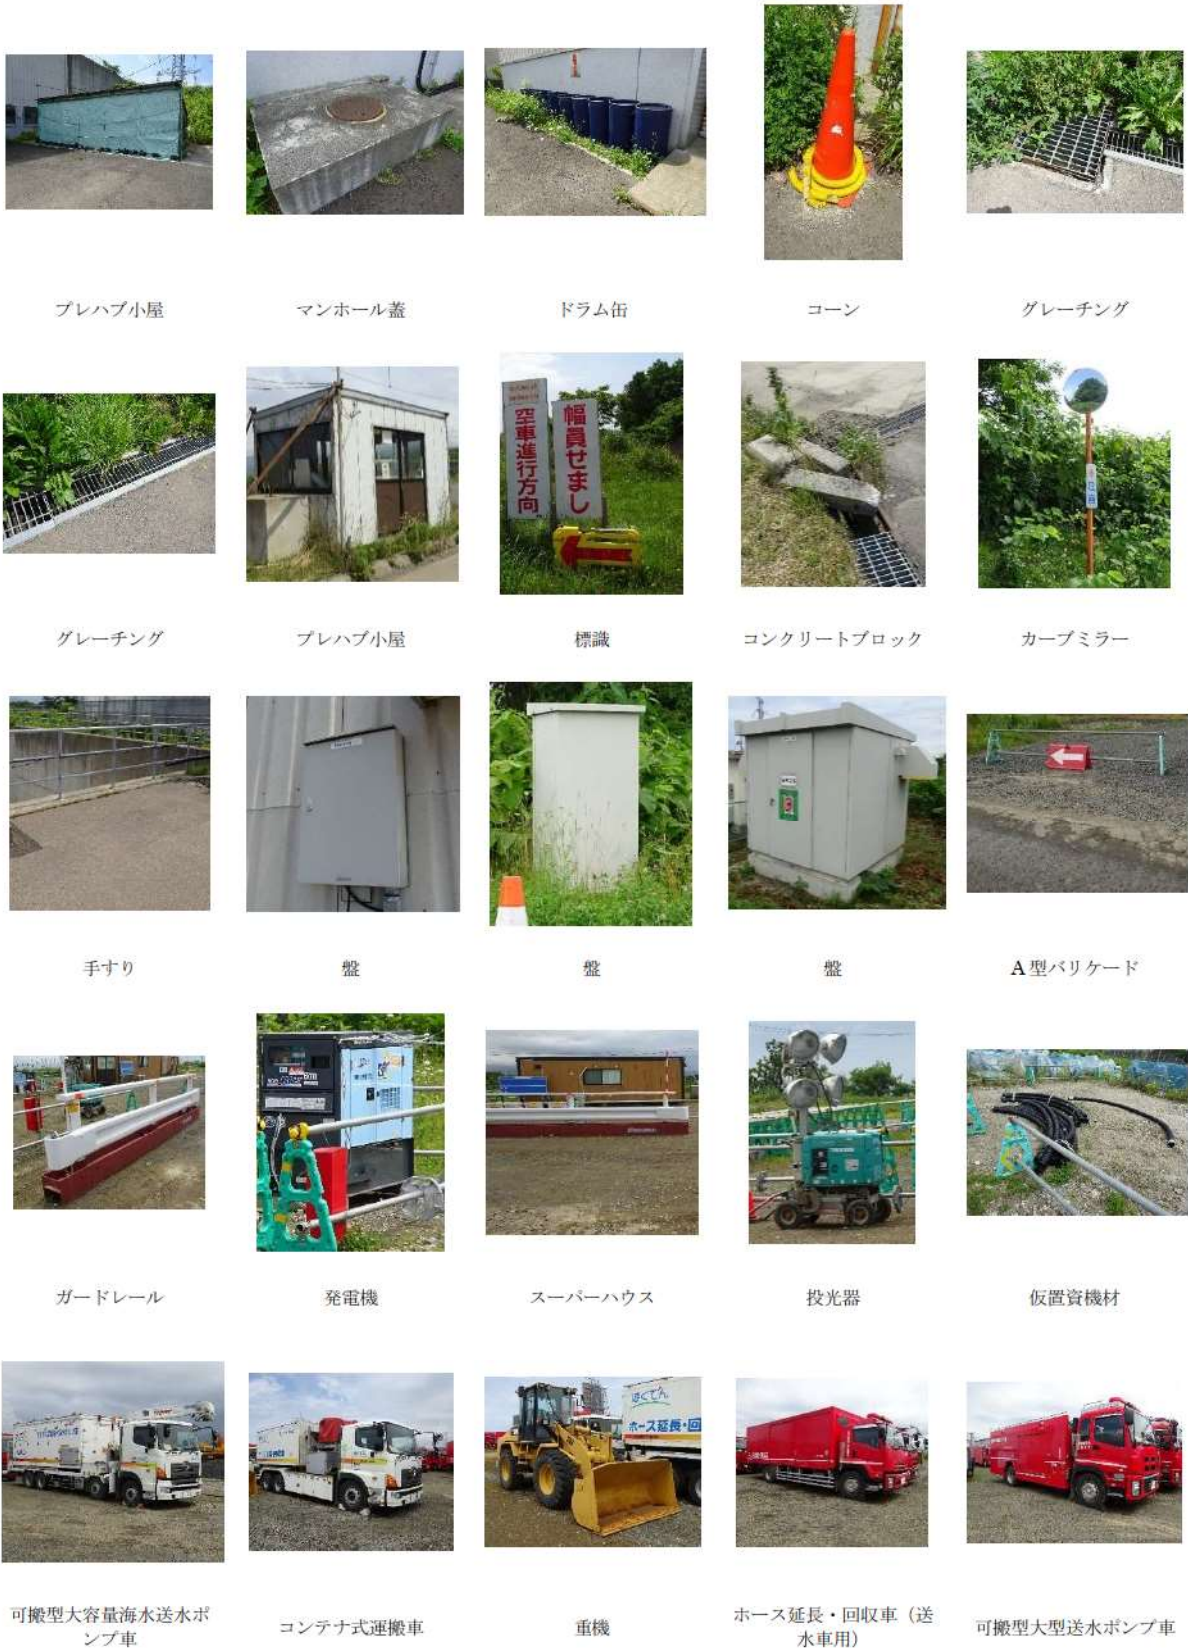 プレハブ小屋
マンホール蓋
ドラム缶
コーン
グレーチング
空車進行方向
幅員せまし
グレーチング
プレハブ小屋
標識
コンクリートブロック
カーブミラー
手すり
盤
盤
盤
A 型バリケード
ガードレール
発電機
スーパーハウス
投光器
仮置資機材
ほくでん
ホース延長・回
可搬型大容量海水送水ポ
ンプ車
コンテナ式運搬車
重機
ホース延長・回収車（送
水車用）
可搬型大型送水ポンプ車